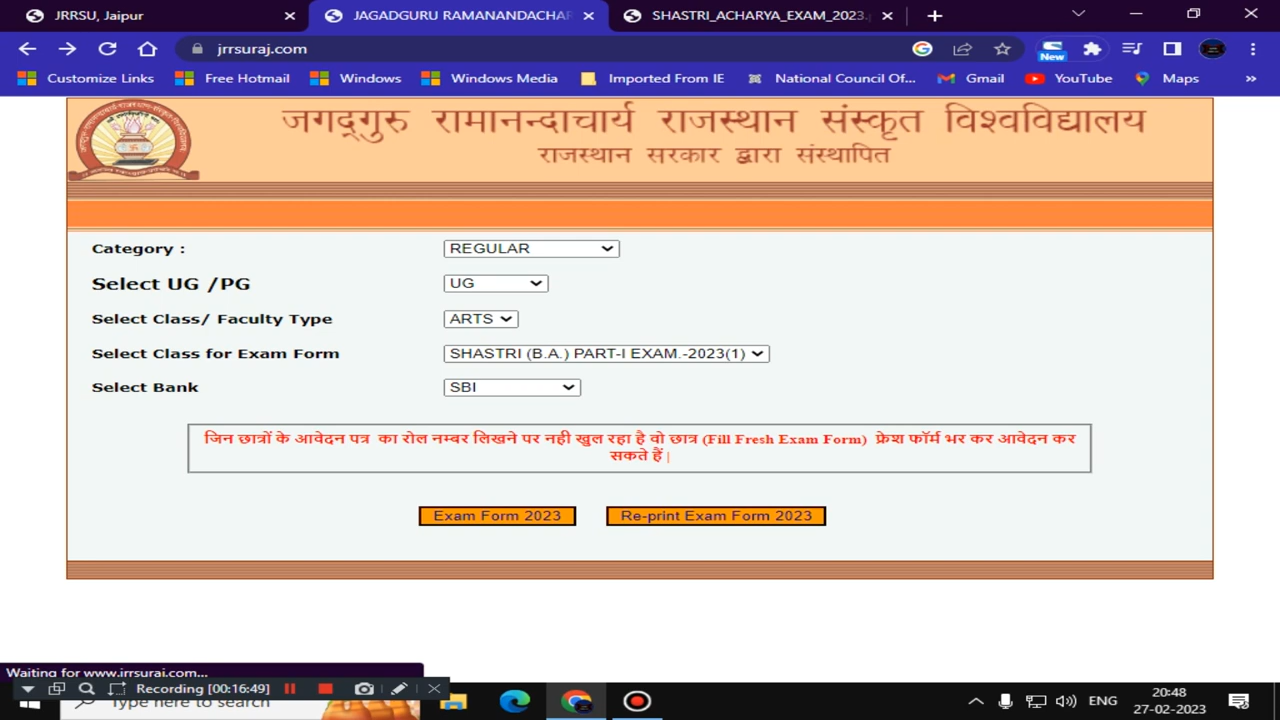 JRRSU, Jaipur
JAGADGURU RAMANANDACHAR
SHASTRI_ACHARYA_EXAM_2023.p
jrrsuraj.com
New
Customize Links Free Hotmail Windows Windows Media Imported From IE National Council Of... Gmail YouTube Maps »
जगद्गुरु रामानन्दाचार्य राजस्थान संस्कृत विश्वविद्यालय
राजस्थान सरकार द्वारा संस्थापित
Category : REGULAR
Select UG /PG UG
Select Class/ Faculty Type ARTS
Select Class for Exam Form SHASTRI (B.A.) PART-I EXAM.-2023(1)
Select Bank SBI
जिन छात्रों के आवेदन पत्र का रोल नम्बर लिखने पर नही खुल रहा है वो छात्र (Fill Fresh Exam Form) फ्रेश फॉर्म भर कर आवेदन कर
सकते हैं |
Exam Form 2023 Re-print Exam Form 2023
Waiting for www.jrrsuraj.com...
Recording [00:16:49]
Type here to search
ENG
20:48
27-02-2023